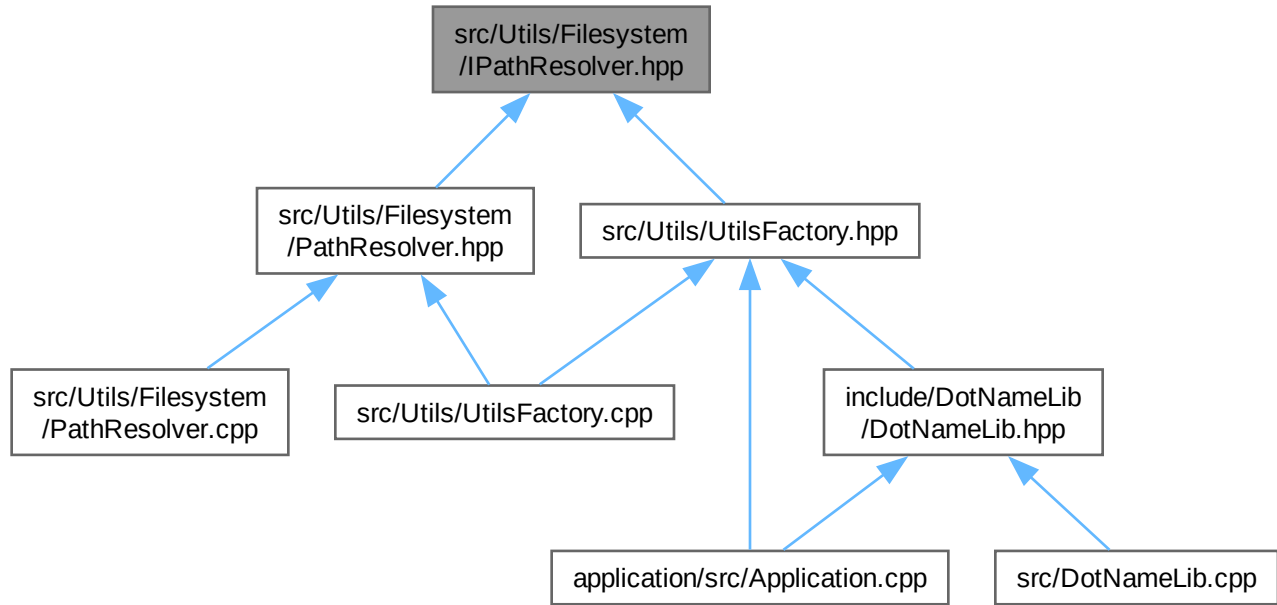 src/Utils/Filesystem
/IPathResolver.hpp
src/Utils/Filesystem
/PathResolver.hpp
src/Utils/UtilsFactory.hpp
src/Utils/Filesystem
/PathResolver.cpp
src/Utils/UtilsFactory.cpp
include/DotNameLib
/DotNameLib.hpp
application/src/Application.cpp
src/DotNameLib.cpp